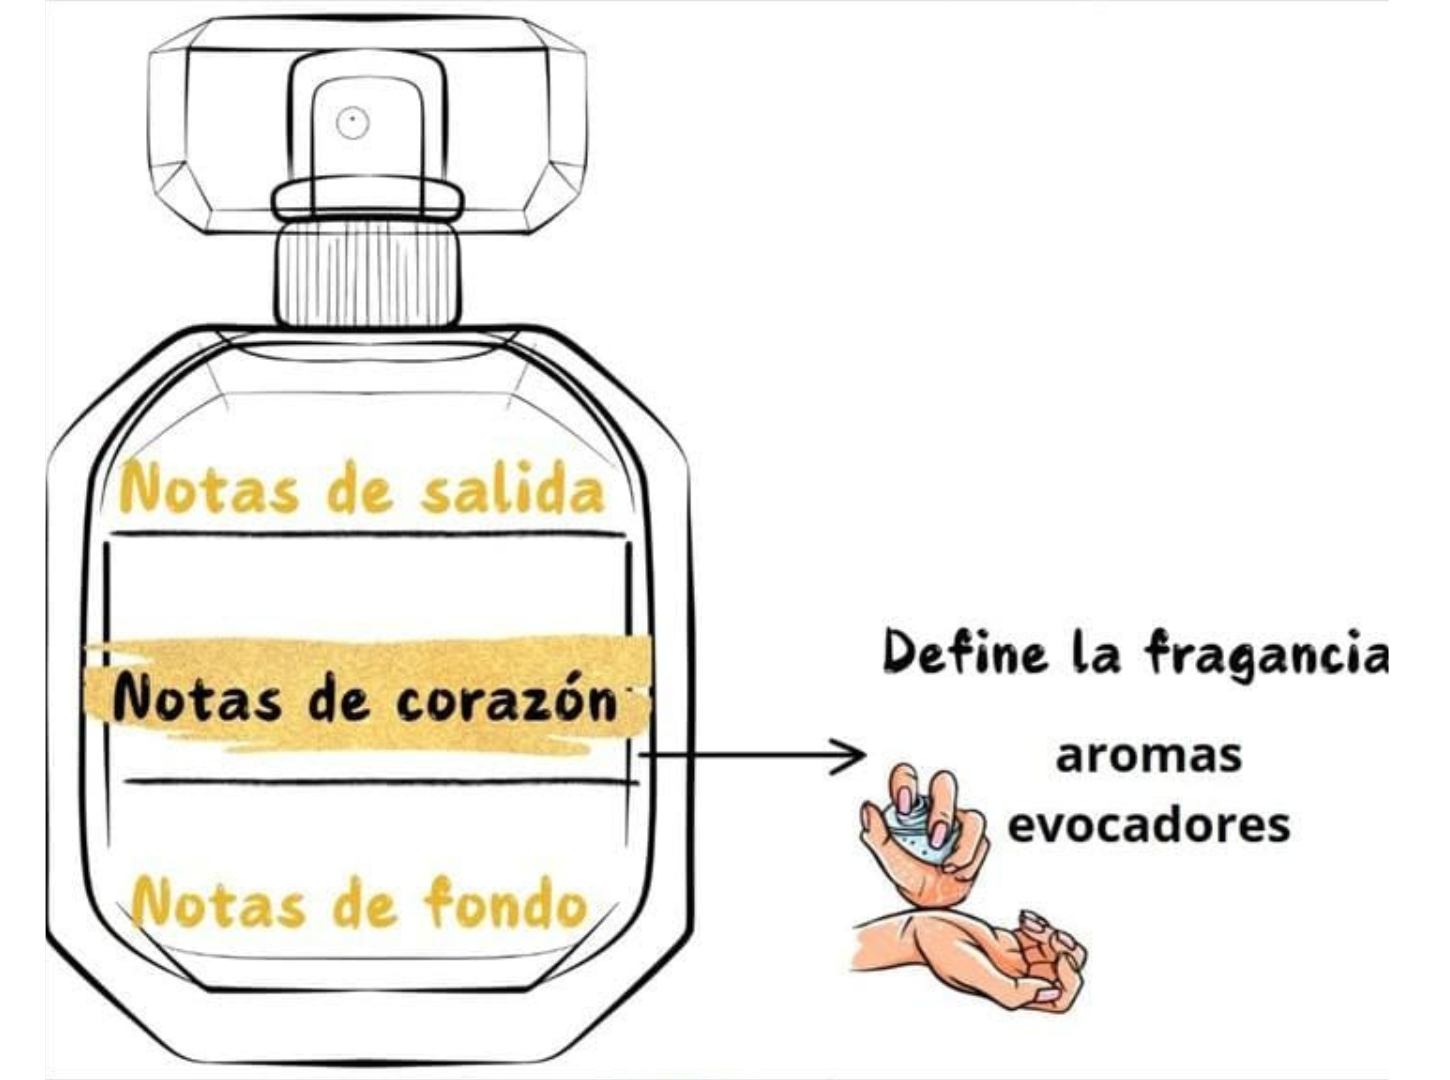 Notas de salida
Notas de corazón
Define la fragancia
aromas
evocadores
Notas de fondo